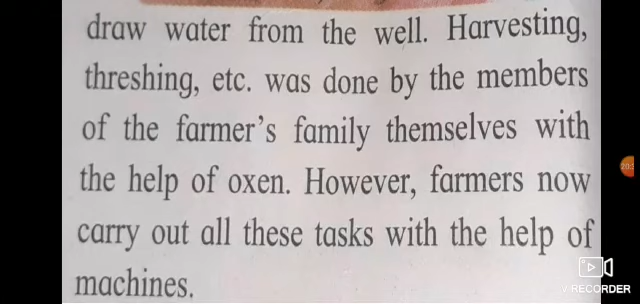 draw water from the well. Harvesting,
threshing, etc. was done by the members
of the farmer's family themselves with
the help of oxen. However, farmers now
carry out all these tasks with the help of
machines.
V RECORDER